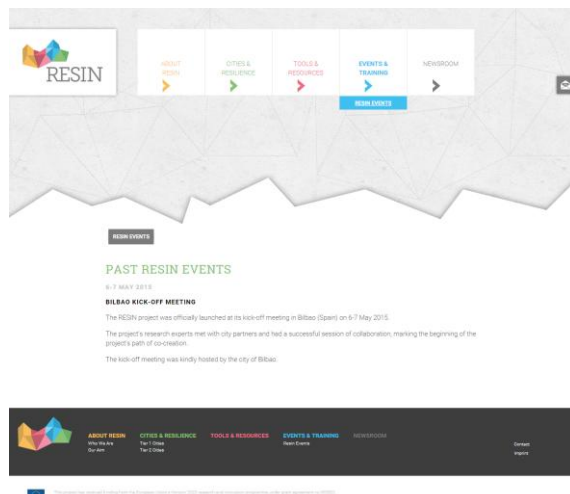 RESIN
ABOUT RESIN
CITIES & RESILIENCE
TOOLS & RESOURCES
EVENTS & TRAINING
NEWSROOM
RESIN EVENTS
RESIN EVENTS
PAST RESIN EVENTS
6-7 MAY 2015
BILBAO KICK-OFF MEETING
The RESIN project was officially launched at its kick-off meeting in Bilbao (Spain) on 6-7 May 2015.
The project's research experts met with city partners and had a successful session of collaboration, marking the beginning of the
project's path of co-creation.
The kick-off meeting was kindly hosted by the city of Bilbao.
ABOUT RESIN
Who We Are
Our Aim
CITIES & RESILIENCE
Tier 1 Cities
Tier 2 Cities
TOOLS & RESOURCES
EVENTS & TRAINING
Resin Events
NEWSROOM
Contact
Imprint